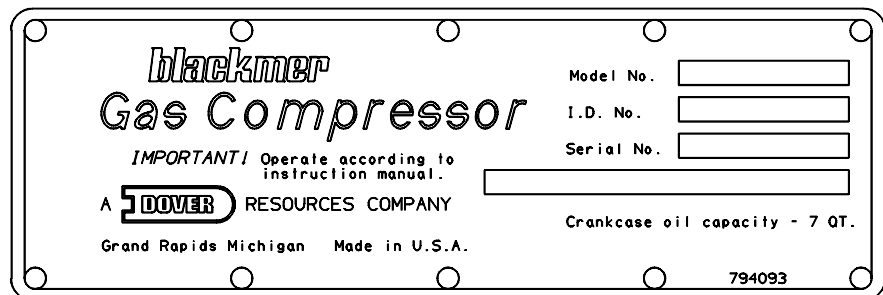 blackmer
Gas Compressor
IMPORTANT! Operate according to
instruction manual.
A DOVER RESOURCES COMPANY
Grand Rapids Michigan Made in U.S.A.
Model No.
I.D. No.
Serial No.
Crankcase oil capacity - 7 QT.
794093